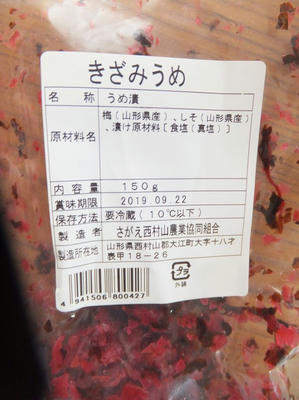 きざみうめ
名 称 うめ漬
原材料名 梅(山形県産)、しそ(山形県産)
、漬け原材料[食塩(真塩)]
内容量 150g
賞味期限 2019.09.22
保存方法 要冷蔵(10℃以下)
製造者 さがえ西村山農業協同組合
製造所在地 山形県西村山郡大江町大字十八才
表甲18-26
4 941506 800427
プラ
外装